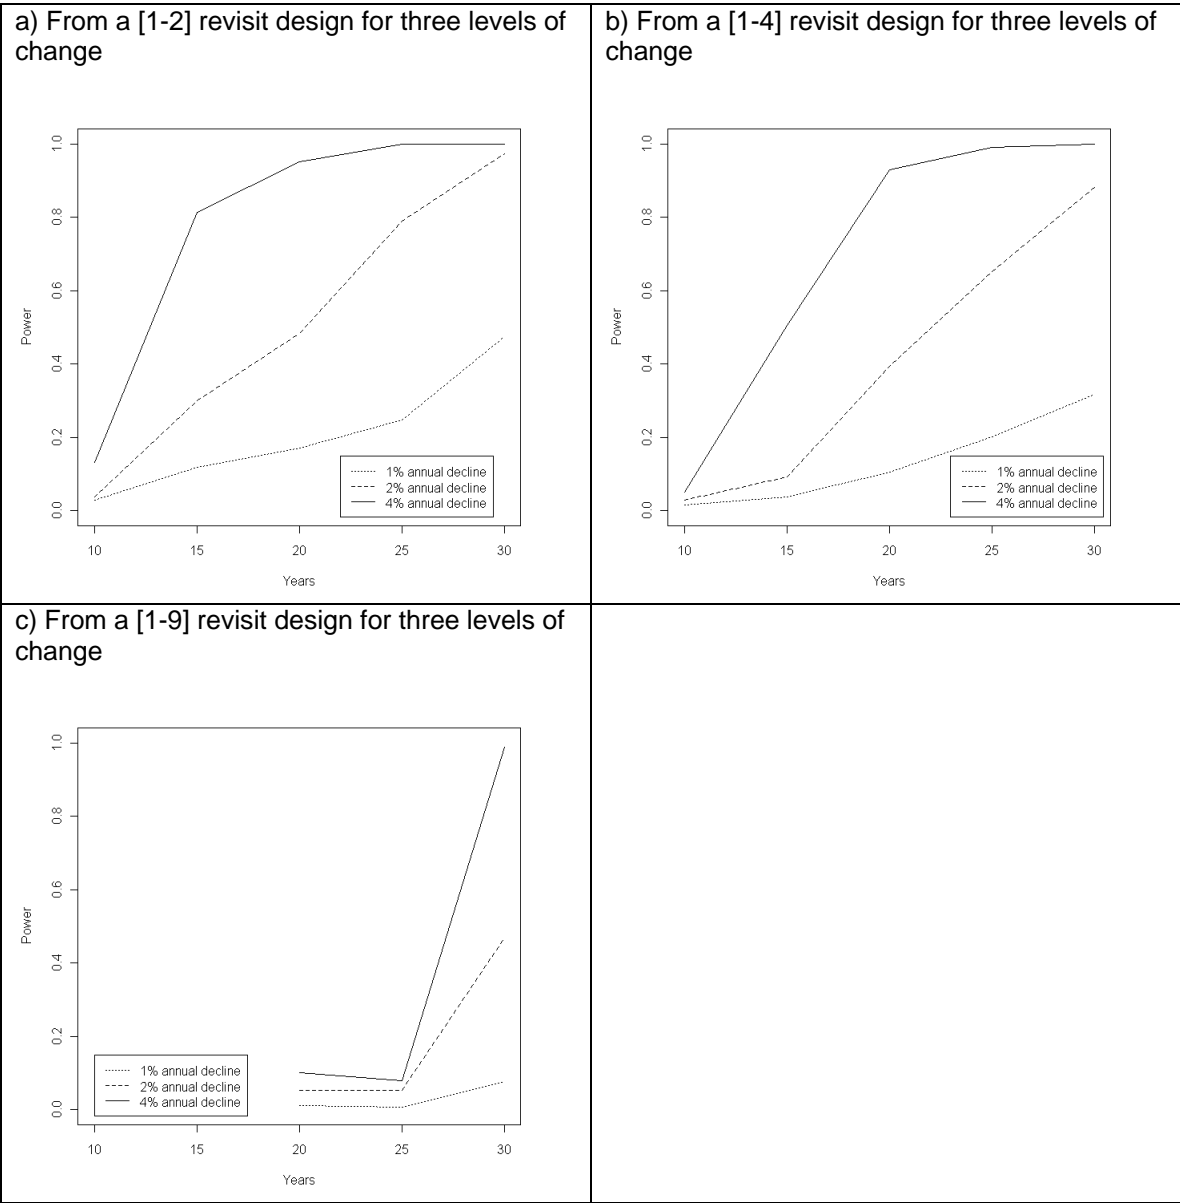 a) From a [1-2] revisit design for three levels of
change
1.0
0.8
0.6
0.4
0.2
0.0
Power
1% annual decline
2% annual decline
4% annual decline
10 15 20 25 30
Years
b) From a [1-4] revisit design for three levels of
change
1.0
0.8
0.6
0.4
0.2
0.0
Power
1% annual decline
2% annual decline
4% annual decline
10 15 20 25 30
Years
c) From a [1-9] revisit design for three levels of
change
1.0
0.8
0.6
0.4
0.2
0.0
Power
1% annual decline
2% annual decline
4% annual decline
10 15 20 25 30
Years